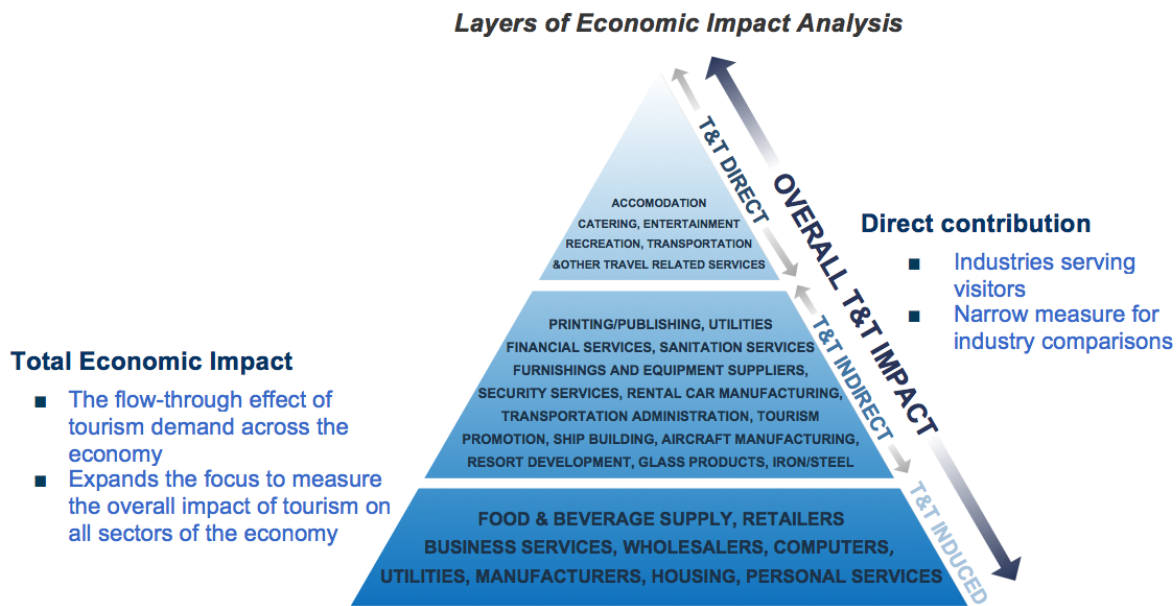 Layers of Economic Impact Analysis
T&T DIRECT
OVERALL T&T IMPACT
ACCOMODATION
CATERING, ENTERTAINMENT
RECREATION, TRANSPORTATION
&OTHER TRAVEL RELATED SERVICES
Direct contribution
■ Industries serving
visitors
■ Narrow measure for
industry comparisons
T&T INDIRECT
PRINTING/PUBLISHING, UTILITIES
FINANCIAL SERVICES, SANITATION SERVICES
FURNISHINGS AND EQUIPMENT SUPPLIERS,
SECURITY SERVICES, RENTAL CAR MANUFACTURING,
TRANSPORTATION ADMINISTRATION, TOURISM
PROMOTION, SHIP BUILDING, AIRCRAFT MANUFACTURING,
RESORT DEVELOPMENT, GLASS PRODUCTS, IRON/STEEL
Total Economic Impact
■ The flow-through effect of
tourism demand across the
economy
■ Expands the focus to measure
the overall impact of tourism on
all sectors of the economy
T&T INDUCED
FOOD & BEVERAGE SUPPLY, RETAILERS
BUSINESS SERVICES, WHOLESALERS, COMPUTERS,
UTILITIES, MANUFACTURERS, HOUSING, PERSONAL SERVICES